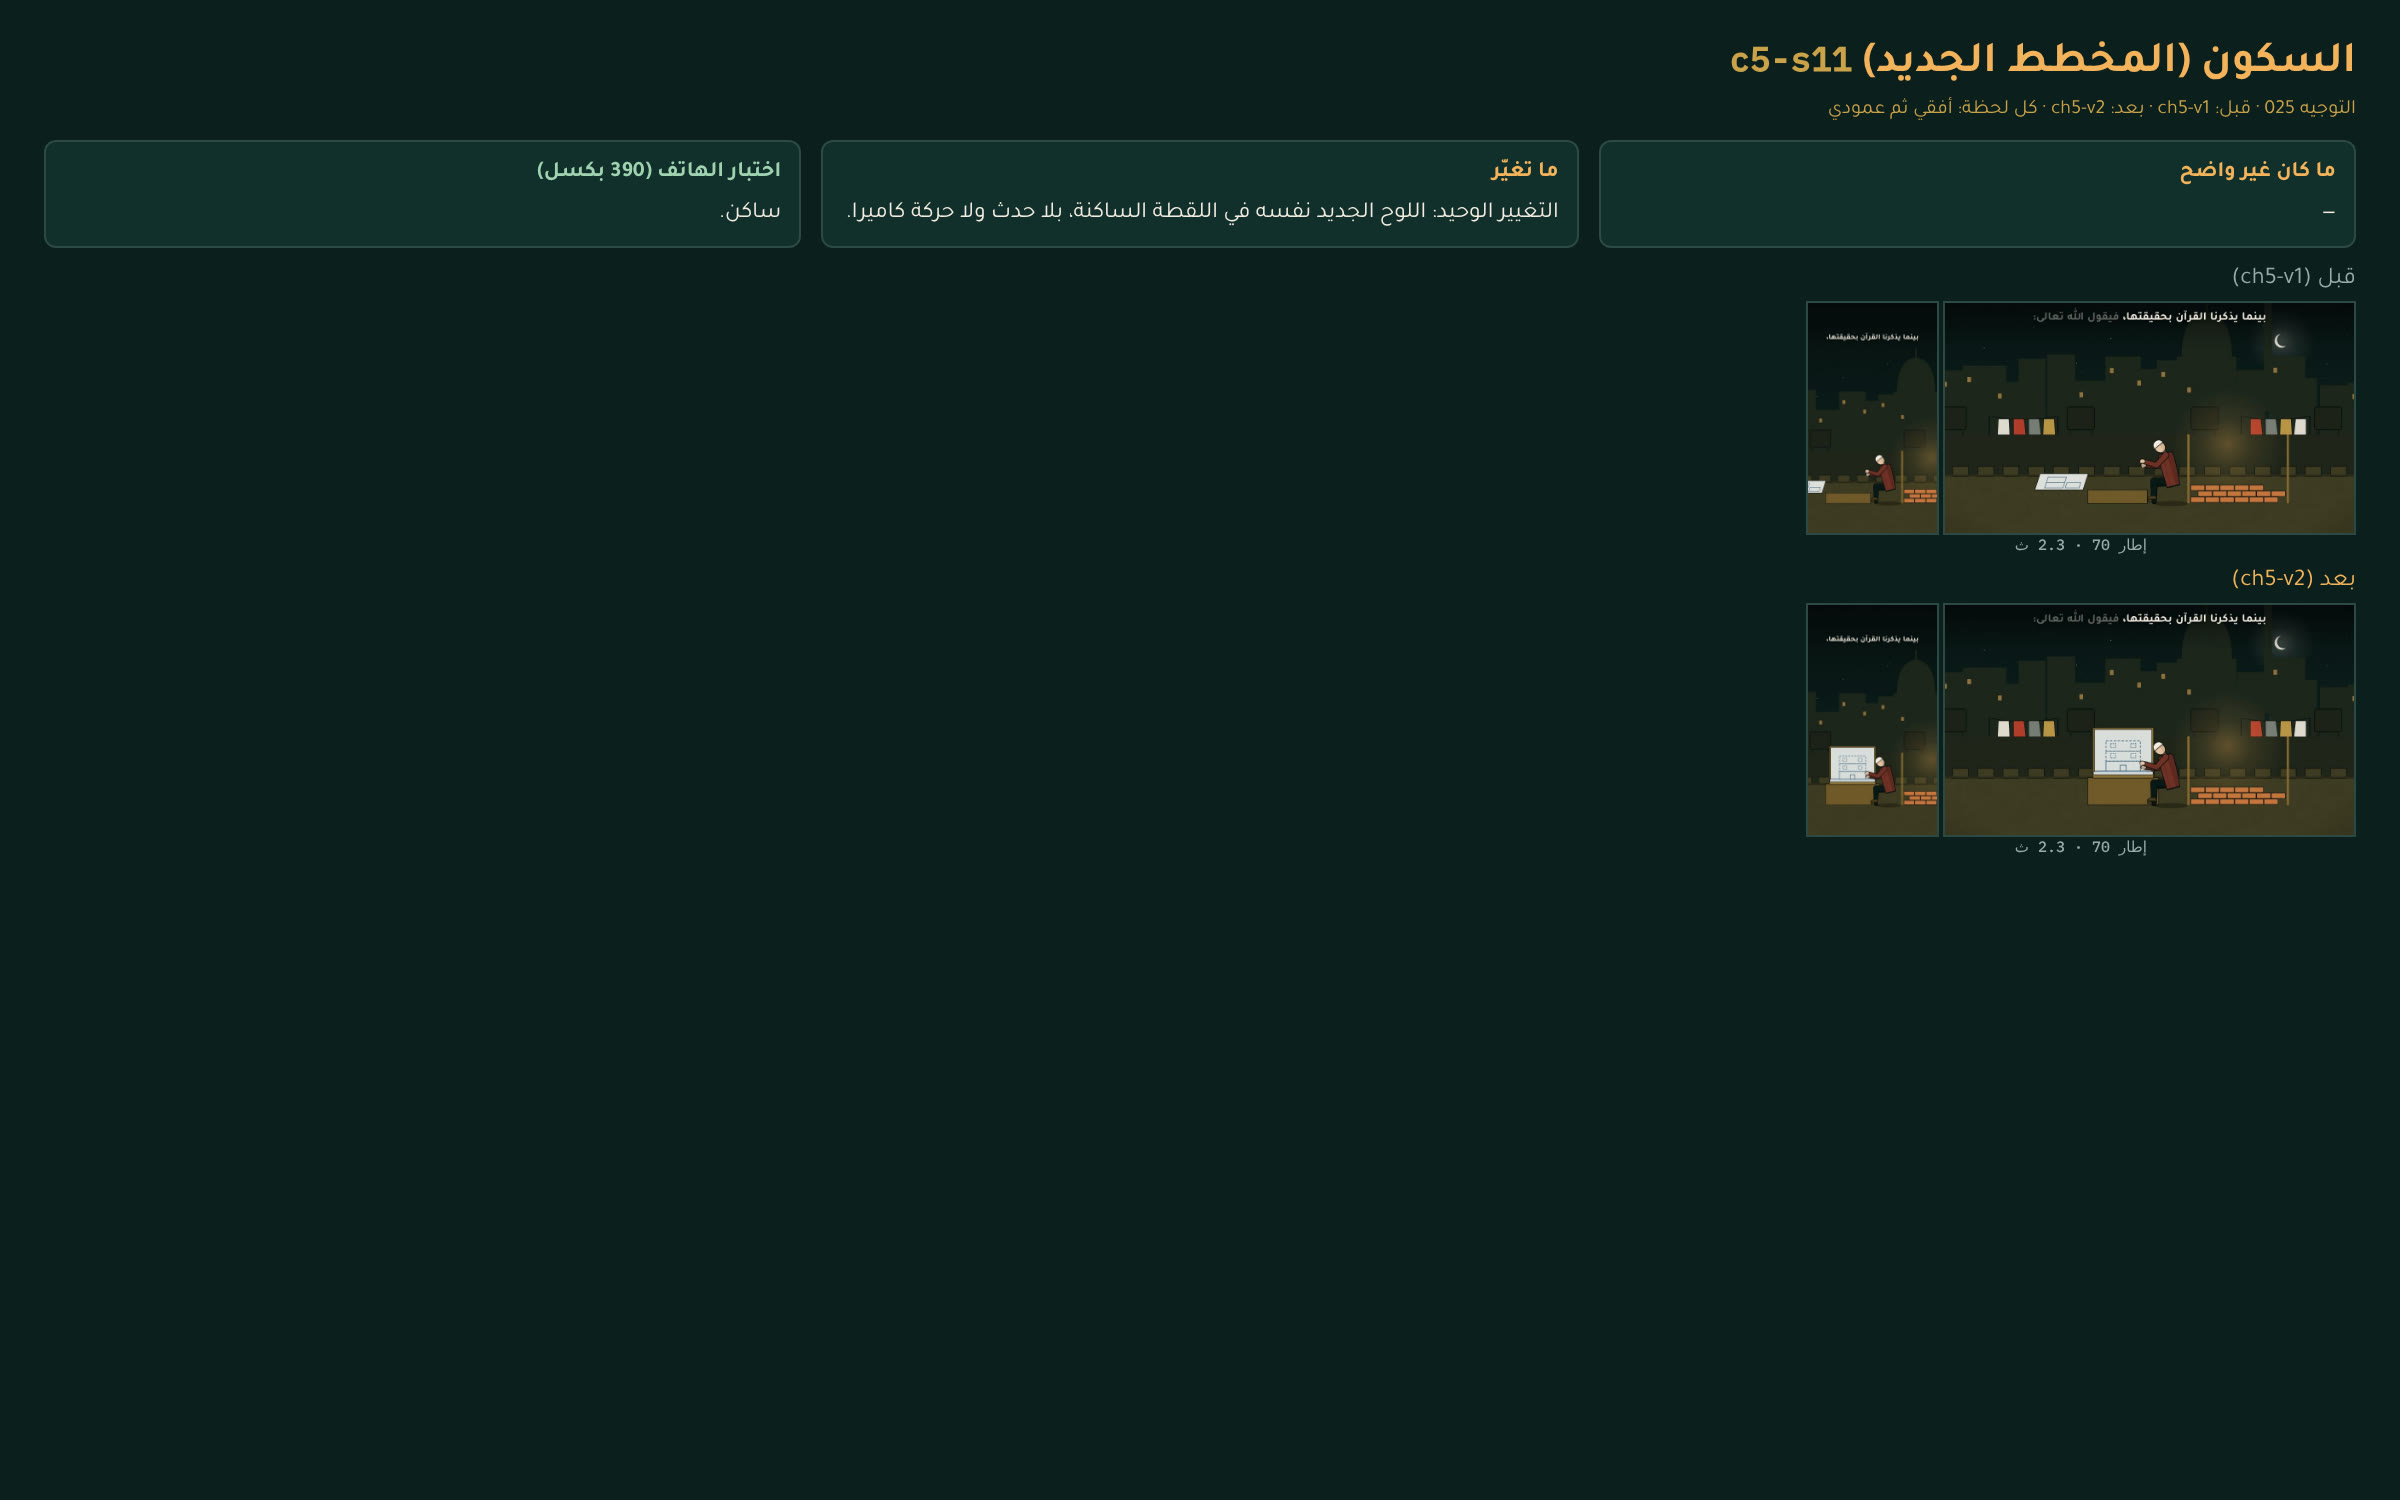 السكون (المخطط الجديد) c5-s11
التوجيه 025 · قبل: ch5-v1 · بعد: ch5-v2 · كل لحظة: أفقي ثم عمودي
ما كان غير واضح
—
ما تغيّر
التغيير الوحيد: اللوح الجديد نفسه في اللقطة الساكنة، بلا حدث ولا حركة كاميرا.
اختبار الهاتف (390 بكسل)
ساكن.
قبل (ch5-v1)
بينما يذكرنا القرآن بحقيقتها، فيقول الله تعالى:
بينما يذكرنا القرآن بحقيقتها،
إطار 70 · 2.3 ث
بعد (ch5-v2)
بينما يذكرنا القرآن بحقيقتها، فيقول الله تعالى:
بينما يذكرنا القرآن بحقيقتها،
إطار 70 · 2.3 ث